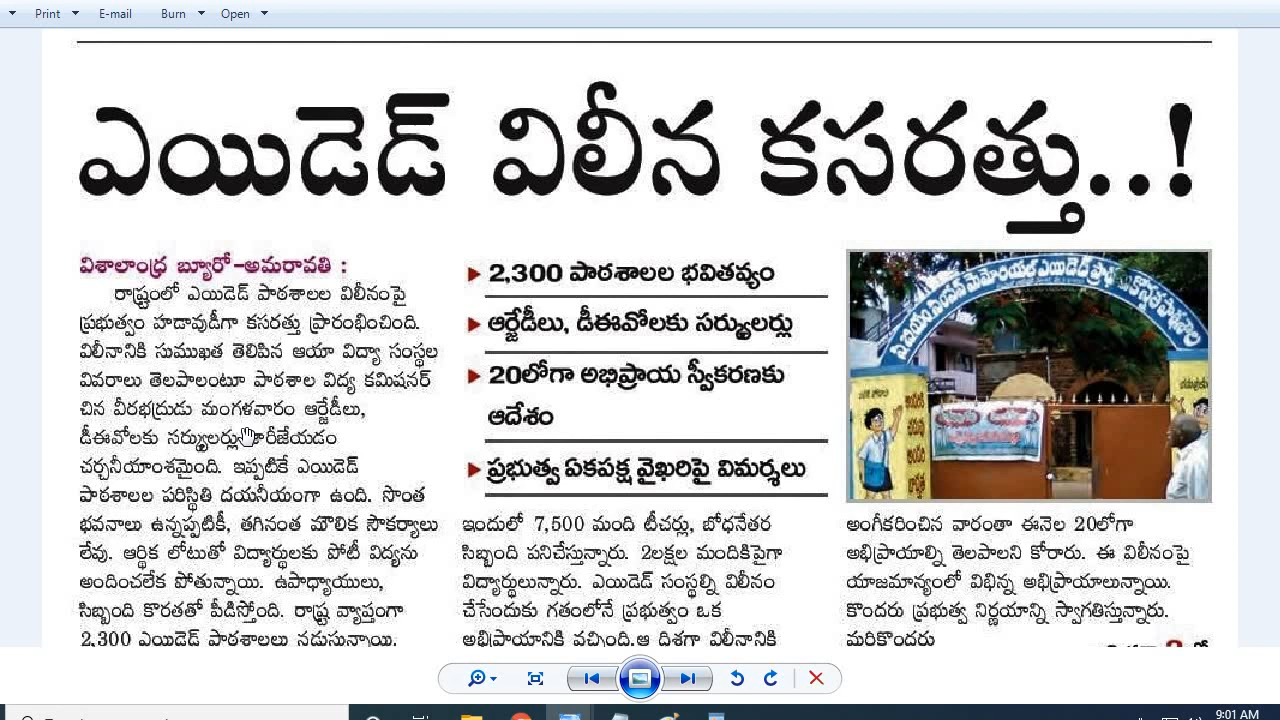 Print
E-mail
Burn
Open
ఎయిడెడ్ విలీన కసరత్తు..!
విశాలాంధ్ర బ్యూరో-అమరావతి :
రాష్ట్రంలో ఎయిడెడ్ పాఠశాలల విలీనంపై
ప్రభుత్వం హడావుడీగా కసరత్తు ప్రారంభించింది.
విలీనానికి సుముఖత తెలిపిన ఆయా విద్యా సంస్థల
వివరాలు తెలపాలంటూ పాఠశాల విద్య కమిషనర్
చిన వీరభద్రుడు మంగళవారం ఆర్జేడీలు,
డీఈవోలకు సర్క్యులర్లు
చర్చనీయాంశమైంది. ఇప్పటికే ఎయిడెడ్
పాఠశాలల పరిస్థితి దయనీయంగా ఉంది. సొంత
భవనాలు ఉన్నప్పటికీ, తగినంత మౌలిక సౌకర్యాలు
లేవు. ఆర్థిక లోటుతో విద్యార్థులకు పోటీ విద్యను
అందించలేక పోతున్నాయి. ఉపాధ్యాయులు,
సిబ్బంది కొరతతో పీడిస్తోంది. రాష్ట్ర వ్యాప్తంగా
2,300 ఎయిడెడ్ పాఠశాలలు నడుసున్నాయి.
2,300 పాఠశాలల భవితవ్యం
ఆర్జేడీలు, డీఈవోలకు సర్క్యులర్లు
20లోగా అభిప్రాయ స్వీకరణకు
ఆదేశం
ప్రభుత్వ ఏకపక్ష వైఖరిపై విమర్శలు
ఇందులో 7,500 మంది టీచర్లు, బోధనేతర
సిబ్బంది పనిచేస్తున్నారు. 2లక్షల మందికిపైగా
విద్యార్థులున్నారు. ఎయిడెడ్ సంస్థల్ని విలీనం
చేసేందుకు గతంలోనే ప్రభుత్వం ఒక
అభిప్రాయానికి వచ్చింది.ఆ దిశగా విలీనానికి
అంగీకరించిన వారంతా ఈనెల 20లోగా
అభిప్రాయాల్ని తెలపాలని కోరారు. ఈ విలీనంపై
యాజమాన్యంలో విభిన్న అభిప్రాయాలున్నాయి.
కొందరు ప్రభుత్వ నిర్ణయాన్ని స్వాగతిస్తున్నారు.
మరికొందరు
9:01 AM